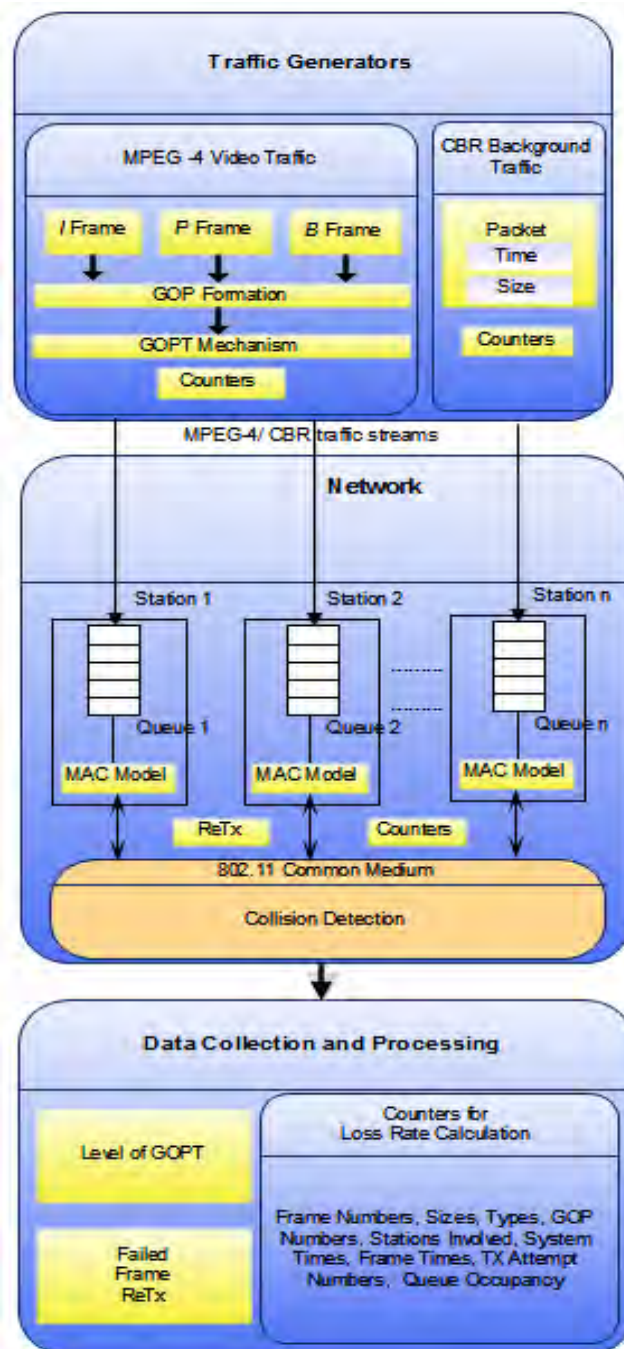 Traffic Generators
MPEG -4 Video Traffic
CBR Background
Traffic
I Frame
P Frame
B Frame
GOP Formation
GOPT Mechanism
Counters
Packet
Time
Size
Counters
MPEG-4/ CBR traffic streams
Network
Station 1
Station 2
Station n
Queue 1
Queue 2
Queue n
MAC Model
MAC Model
MAC Model
ReTx
Counters
802.11 Common Medium
Collision Detection
Data Collection and Processing
Level of GOPT
Failed
Frame
ReTx
Counters for
Loss Rate Calculation
Frame Numbers, Sizes, Types, GOP
Numbers, Stations Involved, System
Times, Frame Times, TX Attempt
Numbers, Queue Occupancy